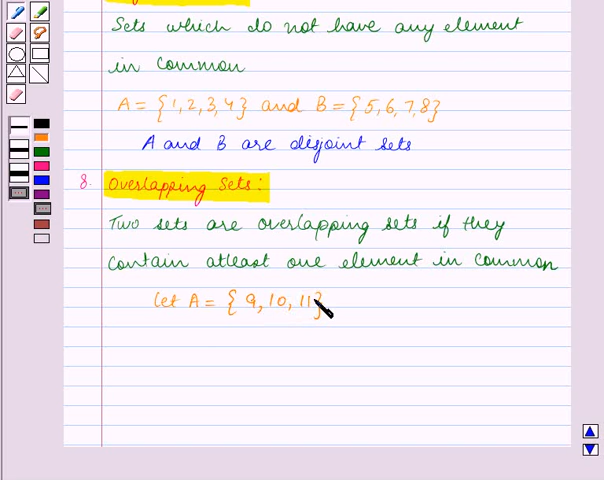 Sets which do not have any element
in common
A = {1, 2, 3, 4} and B = {5, 6, 7, 8}
A and B are disjoint sets
8. Overlapping Sets:
Two sets are overlapping sets if they
contain atleast one element in common
let A = { 9, 10, 11}